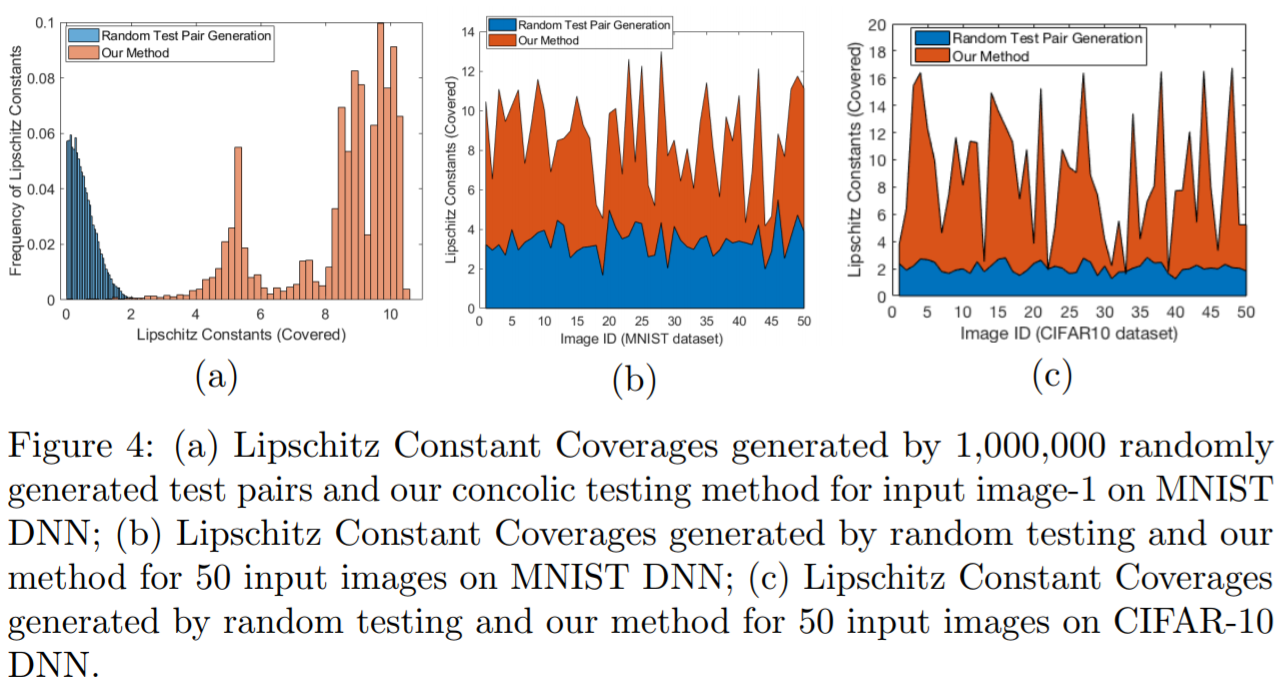 Random Test Pair Generation
Our Method
Frequency of Lipschitz Constants
0.1
0.08
0.06
0.04
0.02
0
0 2 4 6 8 10
Lipschitz Constants (Covered)
(a)
Random Test Pair Generation
Our Method
Lipschitz Constants (Covered)
14
12
10
8
6
4
2
0
0 5 10 15 20 25 30 35 40 45 50
Image ID (MNIST dataset)
(b)
Random Test Pair Generation
Our Method
Lipschitz Constants (Covered)
20
18
16
14
12
10
8
6
4
2
0
0 5 10 15 20 25 30 35 40 45 50
Image ID (CIFAR10 dataset)
(c)
Figure 4: (a) Lipschitz Constant Coverages generated by 1,000,000 randomly
generated test pairs and our concolic testing method for input image-1 on MNIST
DNN; (b) Lipschitz Constant Coverages generated by random testing and our
method for 50 input images on MNIST DNN; (c) Lipschitz Constant Coverages
generated by random testing and our method for 50 input images on CIFAR-10
DNN.